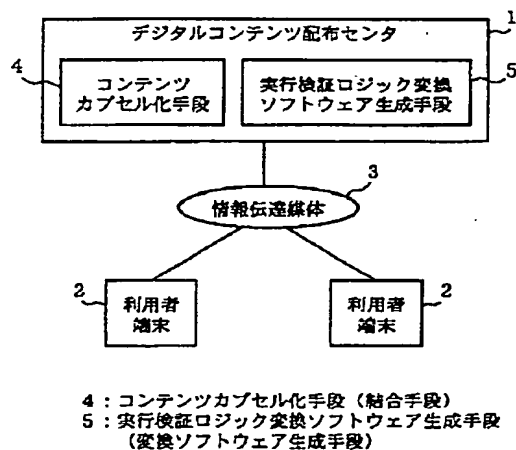 1
デジタルコンテンツ配布センタ
4
コンテンツ
カプセル化手段
実行検証ロジック変換
ソフトウェア生成手段
5
3
情報伝達媒体
2
利用者
端末
利用者
端末
2
4：コンテンツカプセル化手段（結合手段）
5：実行検証ロジック変換ソフトウェア生成手段
（変換ソフトウェア生成手段）